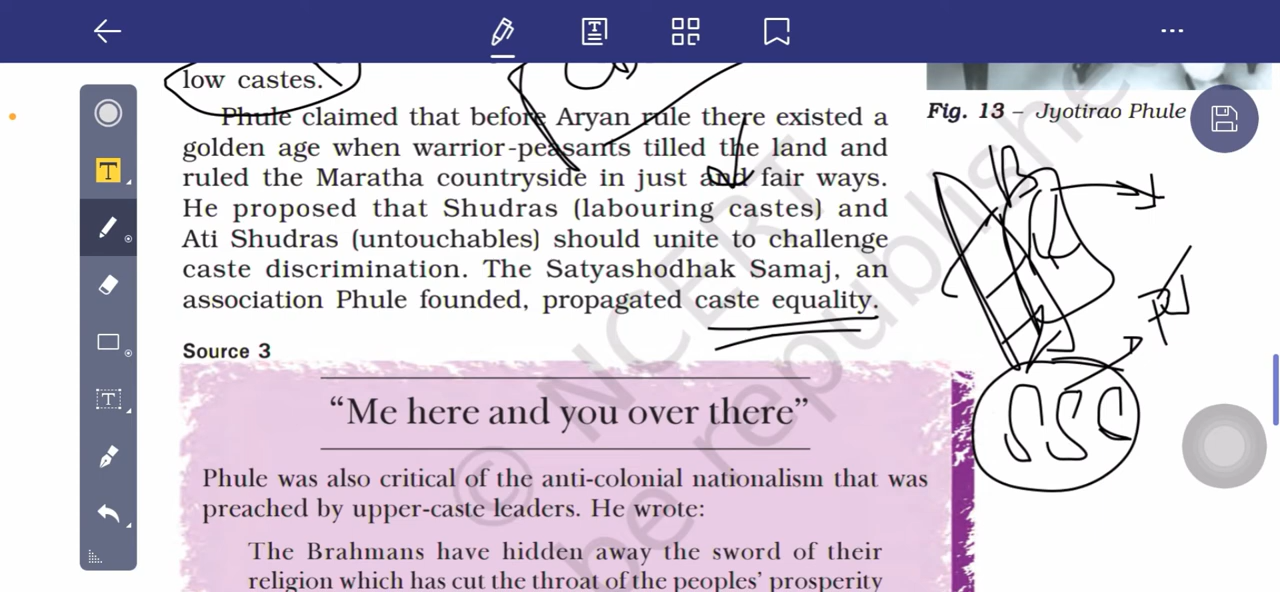 low castes.
Phule claimed that before Aryan rule there existed a
golden age when warrior-peasants tilled the land and
ruled the Maratha countryside in just and fair ways.
He proposed that Shudras (labouring castes) and
Ati Shudras (untouchables) should unite to challenge
caste discrimination. The Satyashodhak Samaj, an
association Phule founded, propagated caste equality.
Fig. 13 – Jyotirao Phule
SSC
Source 3
“Me here and you over there”
Phule was also critical of the anti-colonial nationalism that was
preached by upper-caste leaders. He wrote:
The Brahmans have hidden away the sword of their
religion which has cut the throat of the peoples’ prosperity
© NCERT
be republished